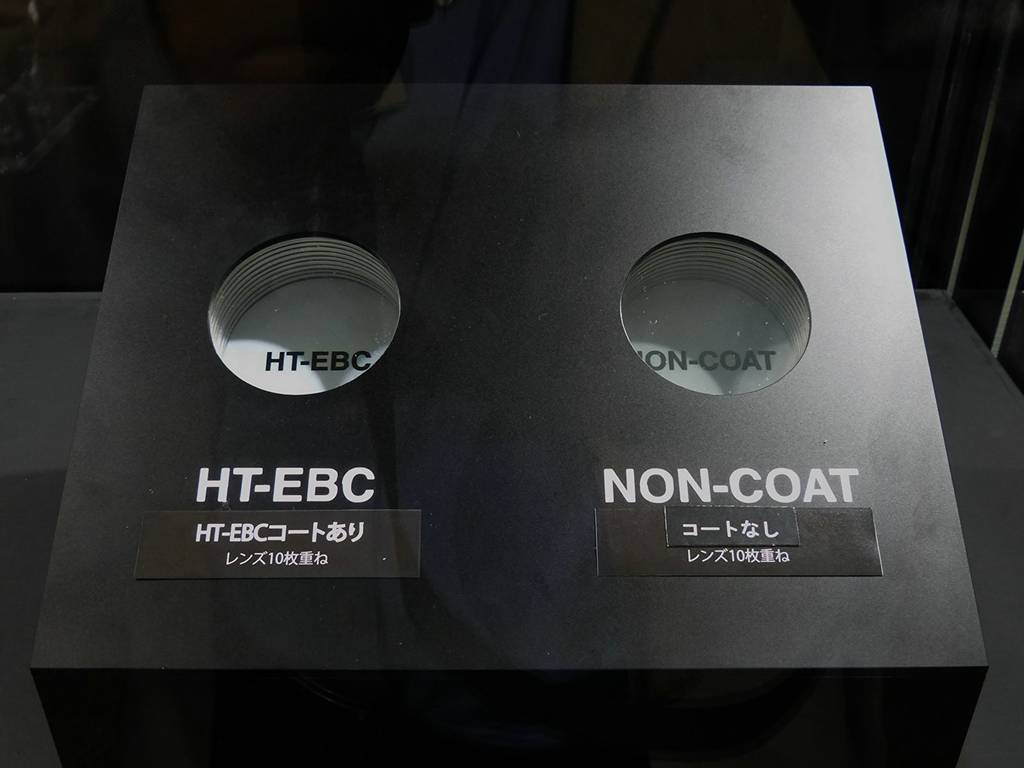 HT-EBC
ON-COAT
HT-EBC
NON-COAT
HT-EBCコートあり
レンズ10枚重ね
コートなし
レンズ10枚重ね